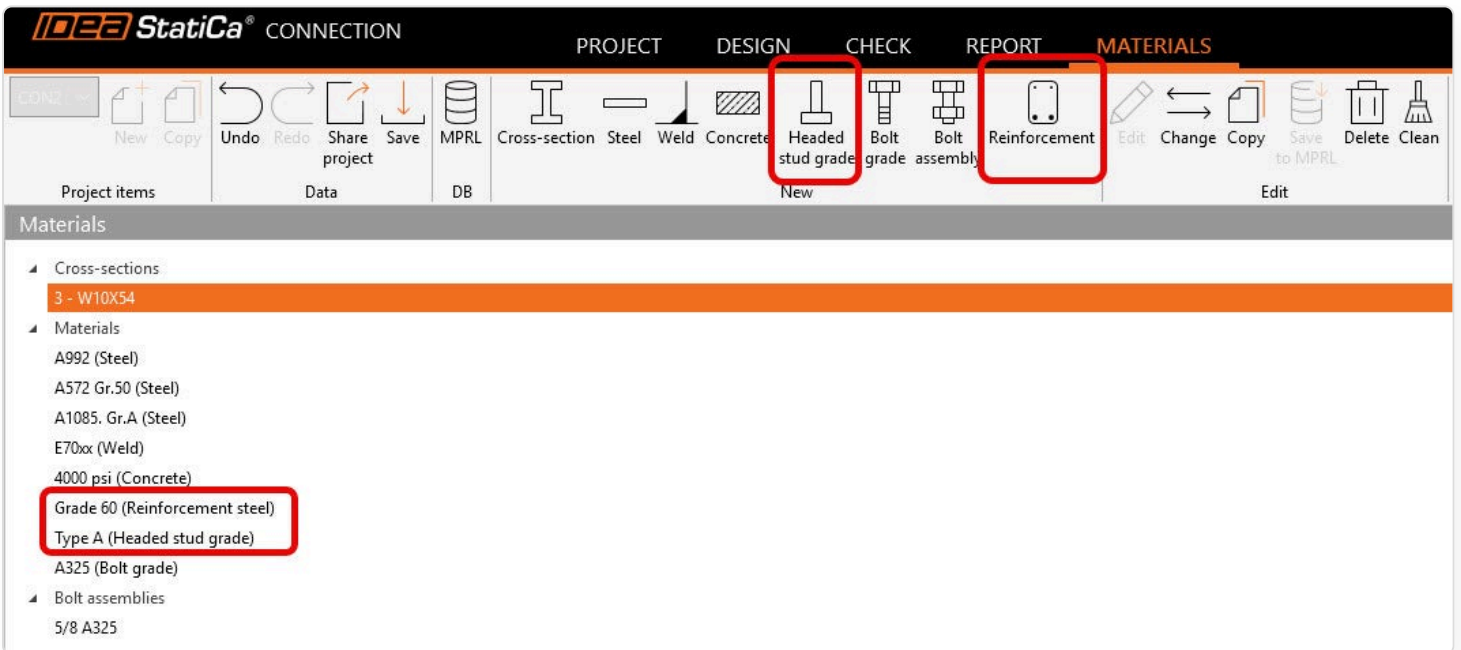 IDEA StatiCa® CONNECTION
PROJECT DESIGN CHECK REPORT MATERIALS
CON2
New Copy Undo Redo Share project Save MPRL Cross-section Steel Weld Concrete Headed stud grade Bolt grade Bolt assembly Reinforcement Edit Change Copy Save to MPRL Delete Clean
Project items Data DB New Edit
Materials
Cross-sections
3 - W10X54
Materials
A992 (Steel)
A572 Gr.50 (Steel)
A1085. Gr.A (Steel)
E70xx (Weld)
4000 psi (Concrete)
Grade 60 (Reinforcement steel)
Type A (Headed stud grade)
A325 (Bolt grade)
Bolt assemblies
5/8 A325